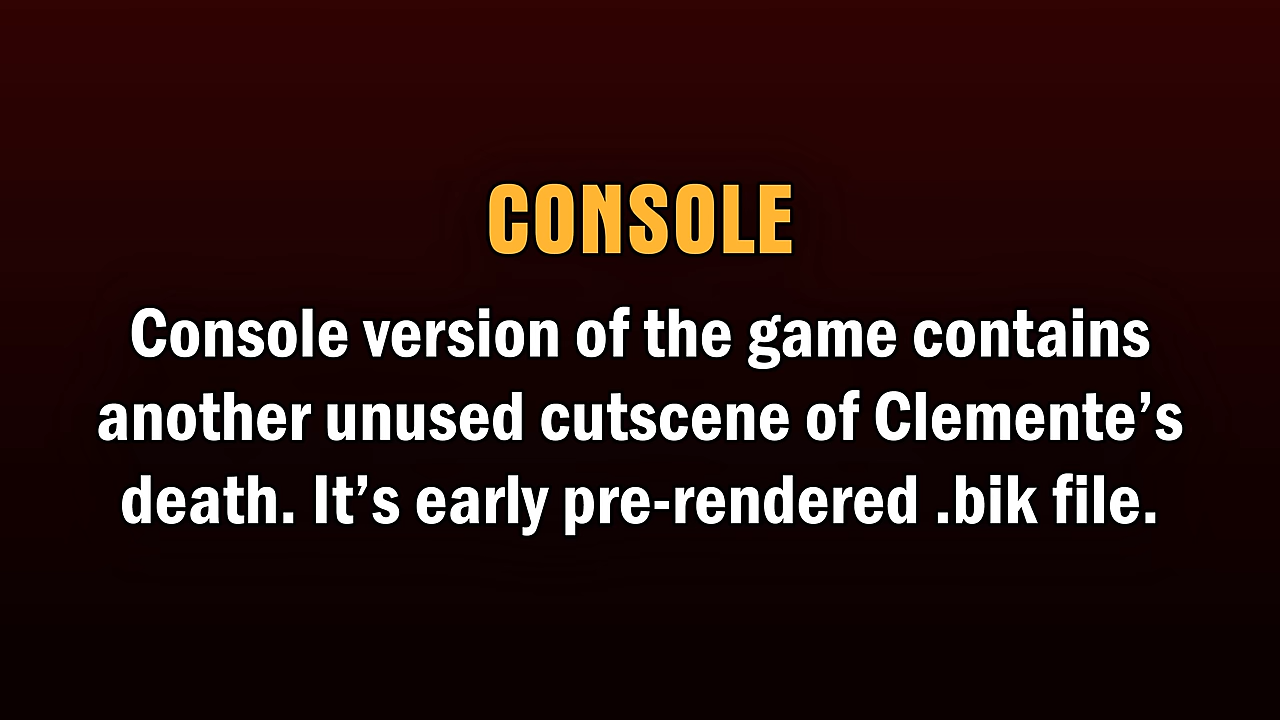 CONSOLE
Console version of the game contains
another unused cutscene of Clemente’s
death. It’s early pre-rendered .bik file.